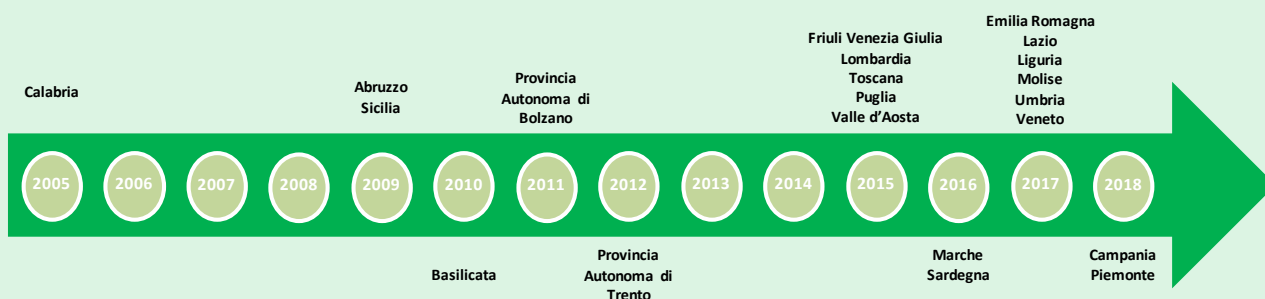 Calabria
Abruzzo
Sicilia
Provincia
Autonoma di
Bolzano
Friuli Venezia Giulia
Lombardia
Toscana
Puglia
Valle d'Aosta
Emilia Romagna
Lazio
Liguria
Molise
Umbria
Veneto
2005 2006 2007 2008 2009 2010 2011 2012 2013 2014 2015 2016 2017 2018
Basilicata
Provincia
Autonoma di
Trento
Marche
Sardegna
Campania
Piemonte